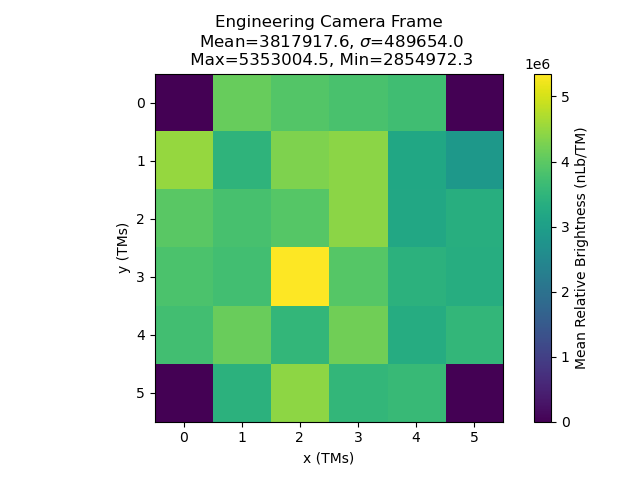 Engineering Camera Frame
Mean=3817917.6, σ=489654.0
Max=5353004.5, Min=2854972.3
1e6
5
4
3
2
1
0
Mean Relative Brightness (nLb/TM)
0
1
2
3
4
5
y (TMs)
0 1 2 3 4 5
x (TMs)